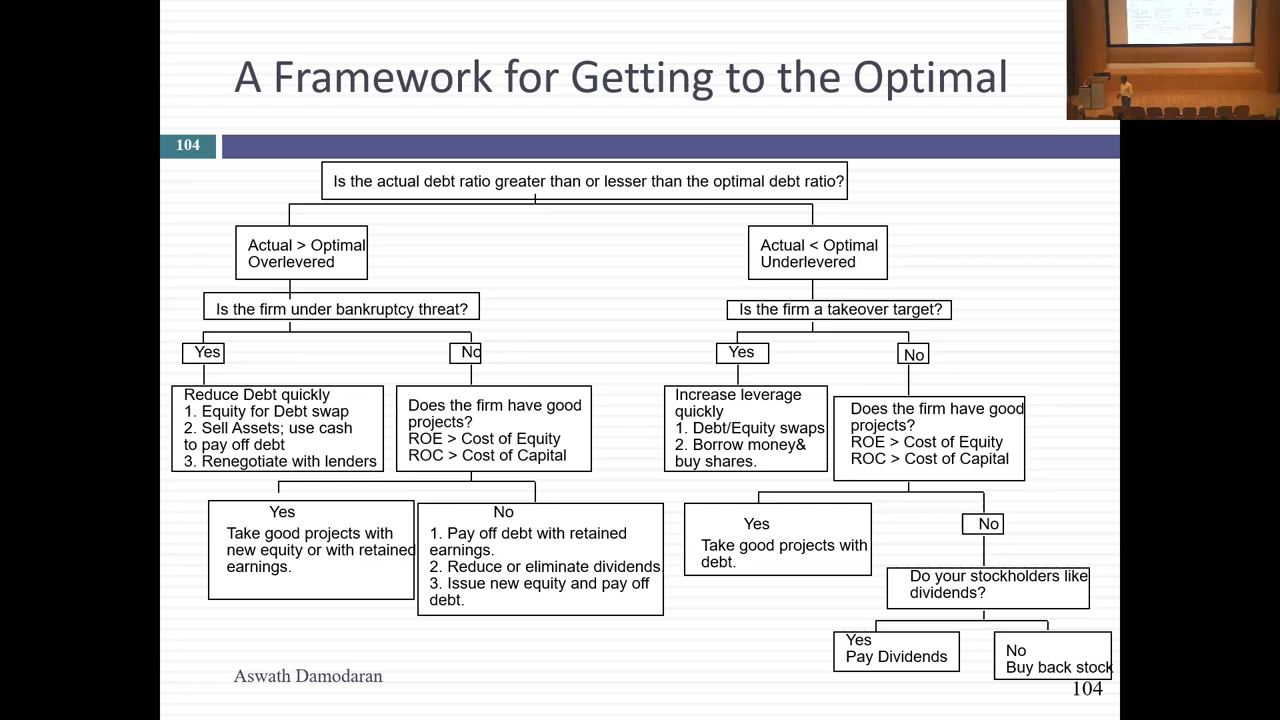 A Framework for Getting to the Optimal
104
Is the actual debt ratio greater than or lesser than the optimal debt ratio?
Actual > Optimal
Overlevered
Actual < Optimal
Underlevered
Is the firm under bankruptcy threat?
Is the firm a takeover target?
Yes
No
Yes
No
Reduce Debt quickly
1. Equity for Debt swap
2. Sell Assets; use cash
to pay off debt
3. Renegotiate with lenders
Does the firm have good
projects?
ROE > Cost of Equity
ROC > Cost of Capital
Increase leverage
quickly
1. Debt/Equity swaps
2. Borrow money&
buy shares.
Does the firm have good
projects?
ROE > Cost of Equity
ROC > Cost of Capital
Yes
Take good projects with
new equity or with retained
earnings.
No
1. Pay off debt with retained
earnings.
2. Reduce or eliminate dividends.
3. Issue new equity and pay off
debt.
Yes
Take good projects with
debt.
No
Do your stockholders like
dividends?
Yes
Pay Dividends
No
Buy back stock
Aswath Damodaran
104